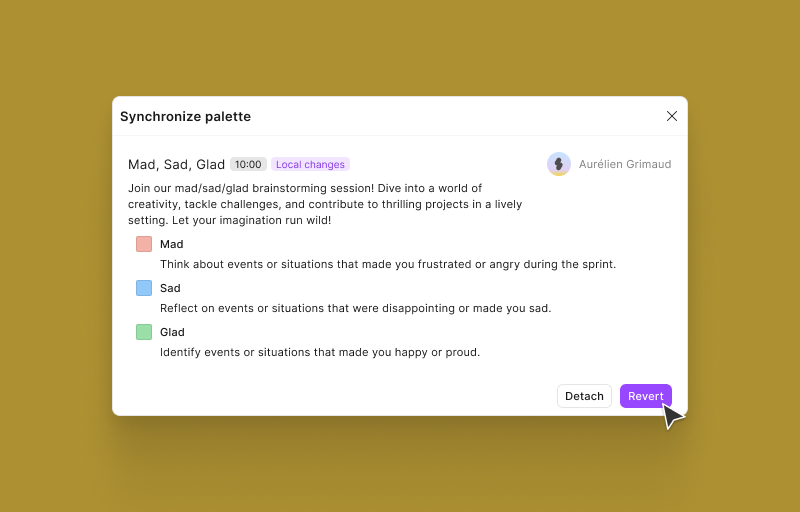 Synchronize palette
Mad, Sad, Glad 10:00 Local changes Aurélien Grimaud
Join our mad/sad/glad brainstorming session! Dive into a world of
creativity, tackle challenges, and contribute to thrilling projects in a lively
setting. Let your imagination run wild!
Mad
Think about events or situations that made you frustrated or angry during the sprint.
Sad
Reflect on events or situations that were disappointing or made you sad.
Glad
Identify events or situations that made you happy or proud.
Detach Revert